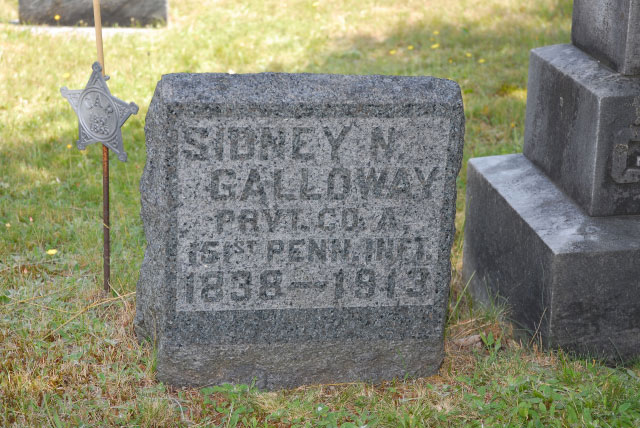 SIDNEY N.
GALLOWAY
PRVT. CO. A,
151ST PENN. INFT.
1838—1913